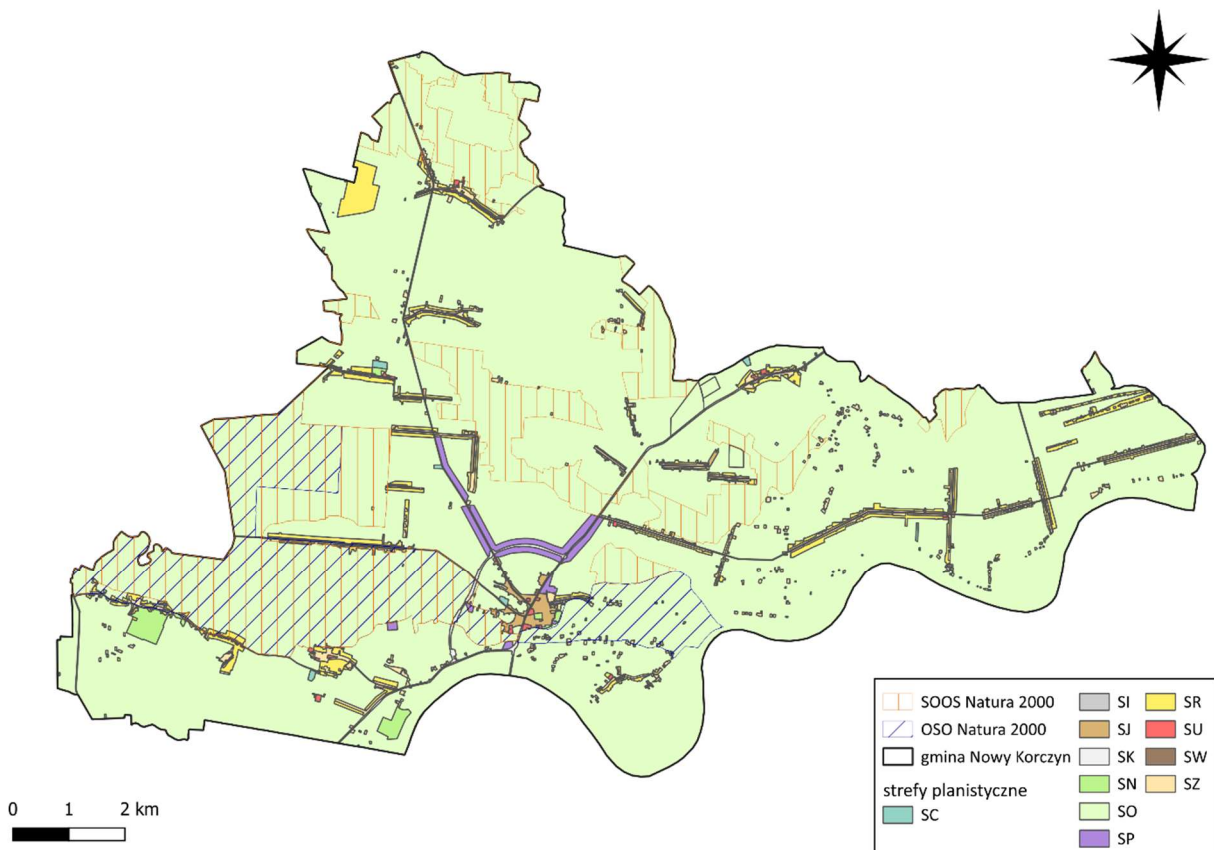 SOOS Natura 2000
OSO Natura 2000
gmina Nowy Korczyn
strefy planistyczne
SC
SI
SJ
SK
SN
SO
SP
SR
SU
SW
SZ
0 1 2 km